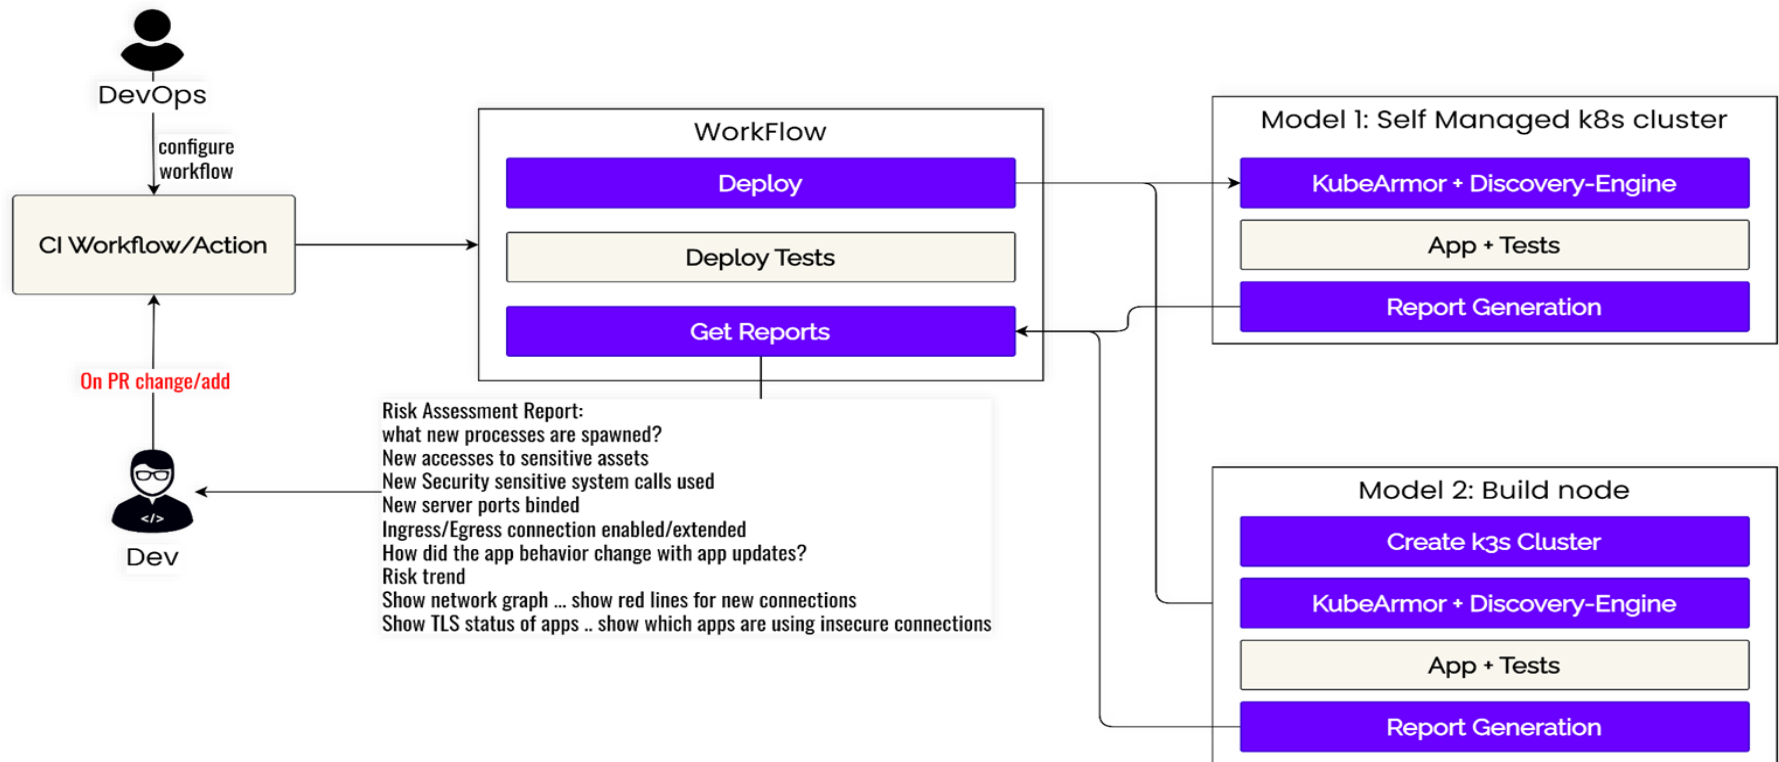 DevOps
configure
workflow
CI Workflow/Action
On PR change/add
</>
Dev
WorkFlow
Deploy
Deploy Tests
Get Reports
Risk Assessment Report:
what new processes are spawned?
New accesses to sensitive assets
New Security sensitive system calls used
New server ports binded
Ingress/Egress connection enabled/extended
How did the app behavior change with app updates?
Risk trend
Show network graph ... show red lines for new connections
Show TLS status of apps .. show which apps are using insecure connections
Model 1: Self Managed k8s cluster
KubeArmor + Discovery-Engine
App + Tests
Report Generation
Model 2: Build node
Create k3s Cluster
KubeArmor + Discovery-Engine
App + Tests
Report Generation